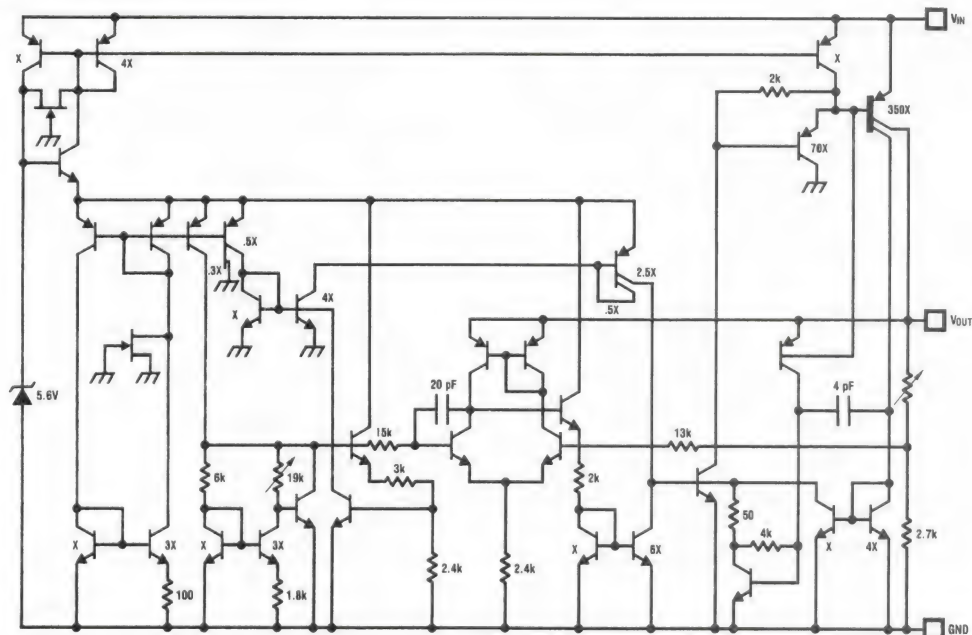 V_IN
X
4X
X
2k
350X
70X
.5X
.3X
4X
X
2.5X
.5X
V_OUT
20 pF
4 pF
5.6V
15k
13k
3k
6k
19k
2k
50
4k
X
3X
X
3X
X
6X
X
4X
2.7k
2.4k
2.4k
100
1.8k
GND